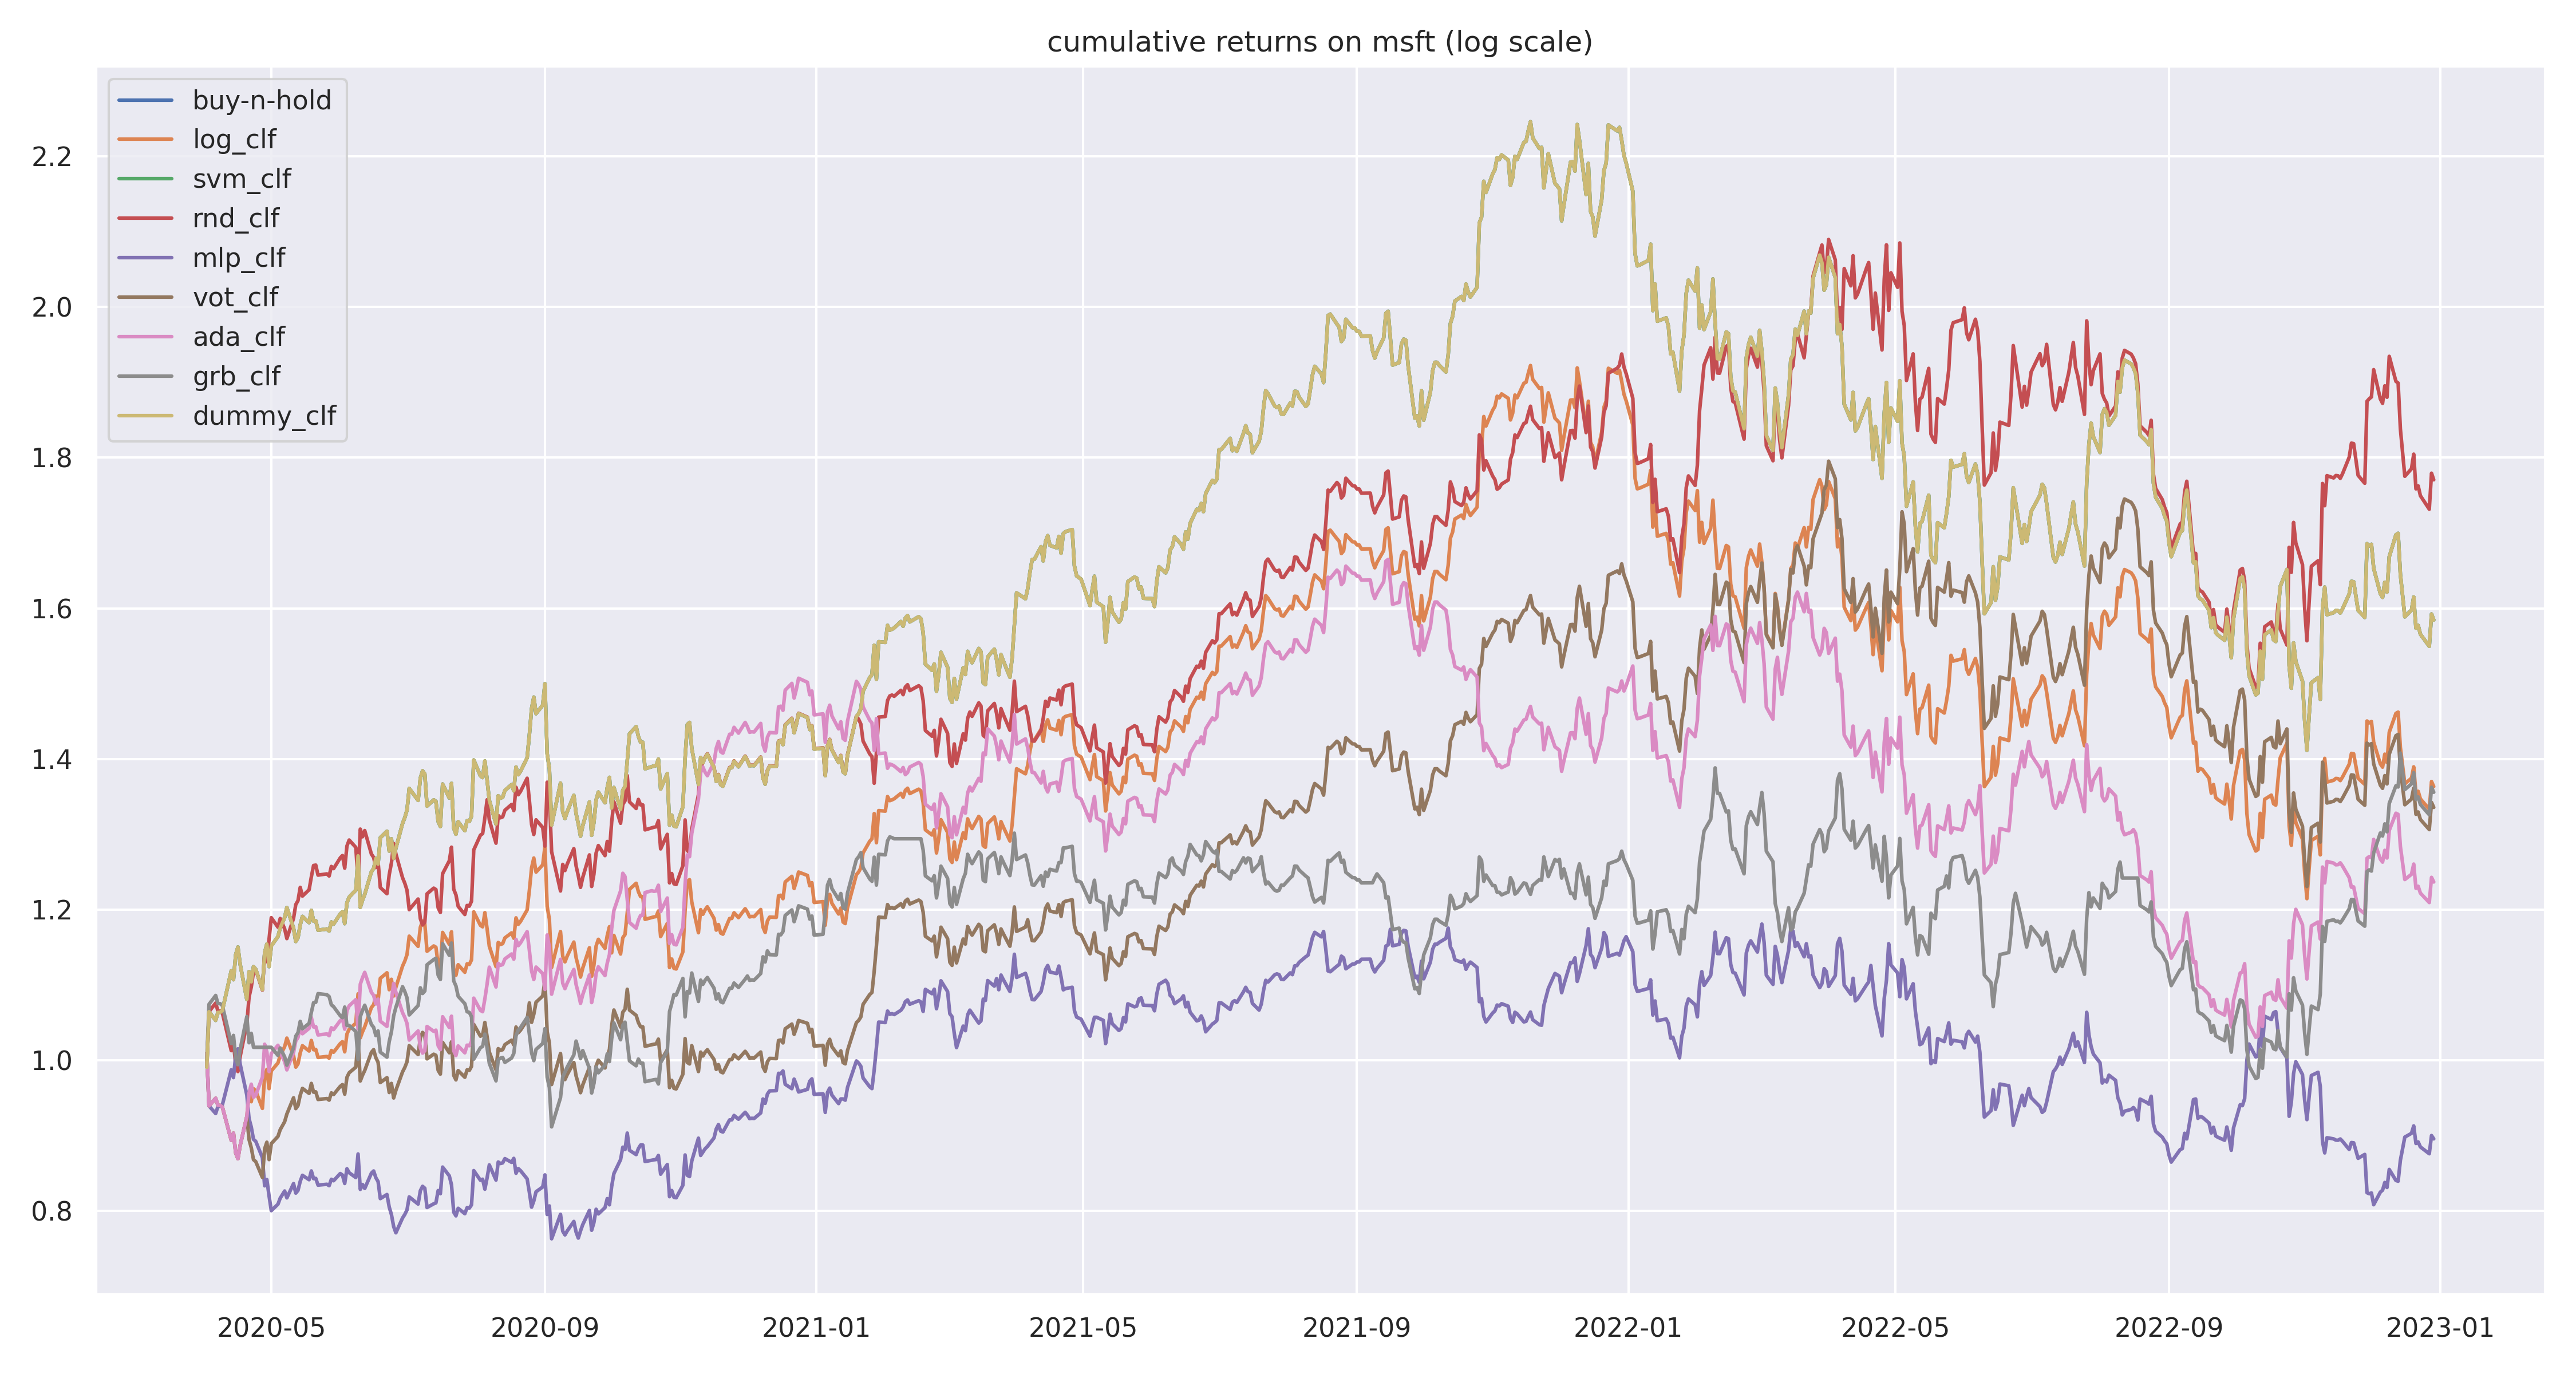 cumulative returns on msft (log scale)
buy-n-hold
log_clf
svm_clf
rnd_clf
mlp_clf
vot_clf
ada_clf
grb_clf
dummy_clf
2.2
2.0
1.8
1.6
1.4
1.2
1.0
0.8
2020-05 2020-09 2021-01 2021-05 2021-09 2022-01 2022-05 2022-09 2023-01